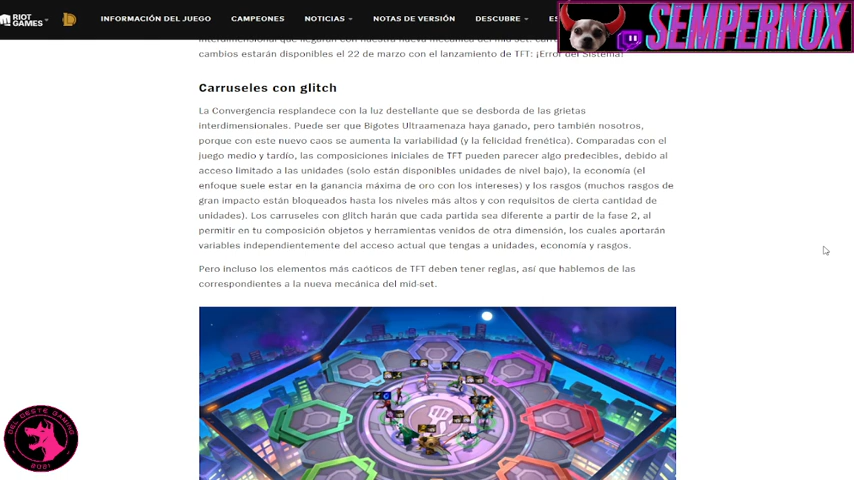 RIOT GAMES
INFORMACIÓN DEL JUEGO
CAMPEONES
NOTICIAS
NOTAS DE VERSIÓN
DESCUBRE
ES
SEMPERNOX
interdimensional que llegarán con nuestra nueva mecánica del mid-set:
cambios estarán disponibles el 22 de marzo con el lanzamiento de TFT: ¡Error del Sistema!
Carruseles con glitch
La Convergencia resplandece con la luz destellante que se desborda de las grietas
interdimensionales. Puede ser que Bigotes Ultraamenaza haya ganado, pero también nosotros,
porque con este nuevo caos se aumenta la variabilidad (y la felicidad frenética). Comparadas con el
juego medio y tardío, las composiciones iniciales de TFT pueden parecer algo predecibles, debido al
acceso limitado a las unidades (solo están disponibles unidades de nivel bajo), la economía (el
enfoque suele estar en la ganancia máxima de oro con los intereses) y los rasgos (muchos rasgos de
gran impacto están bloqueados hasta los niveles más altos y con requisitos de cierta cantidad de
unidades). Los carruseles con glitch harán que cada partida sea diferente a partir de la fase 2, al
permitir en tu composición objetos y herramientas venidos de otra dimensión, los cuales aportarán
variables independientemente del acceso actual que tengas a unidades, economía y rasgos.
Pero incluso los elementos más caóticos de TFT deben tener reglas, así que hablemos de las
correspondientes a la nueva mecánica del mid-set.
DEL OESTE GAMING
2021